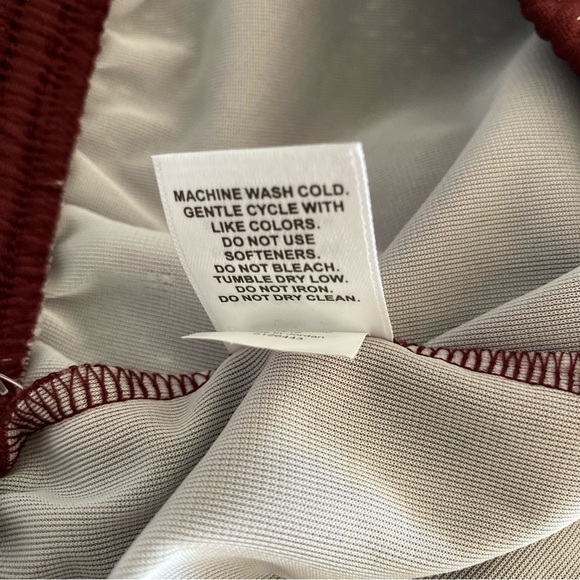 MACHINE WASH COLD.
GENTLE CYCLE WITH
LIKE COLORS.
DO NOT USE
SOFTENERS.
DO NOT BLEACH.
TUMBLE DRY LOW.
DO NOT IRON.
DO NOT DRY CLEAN.